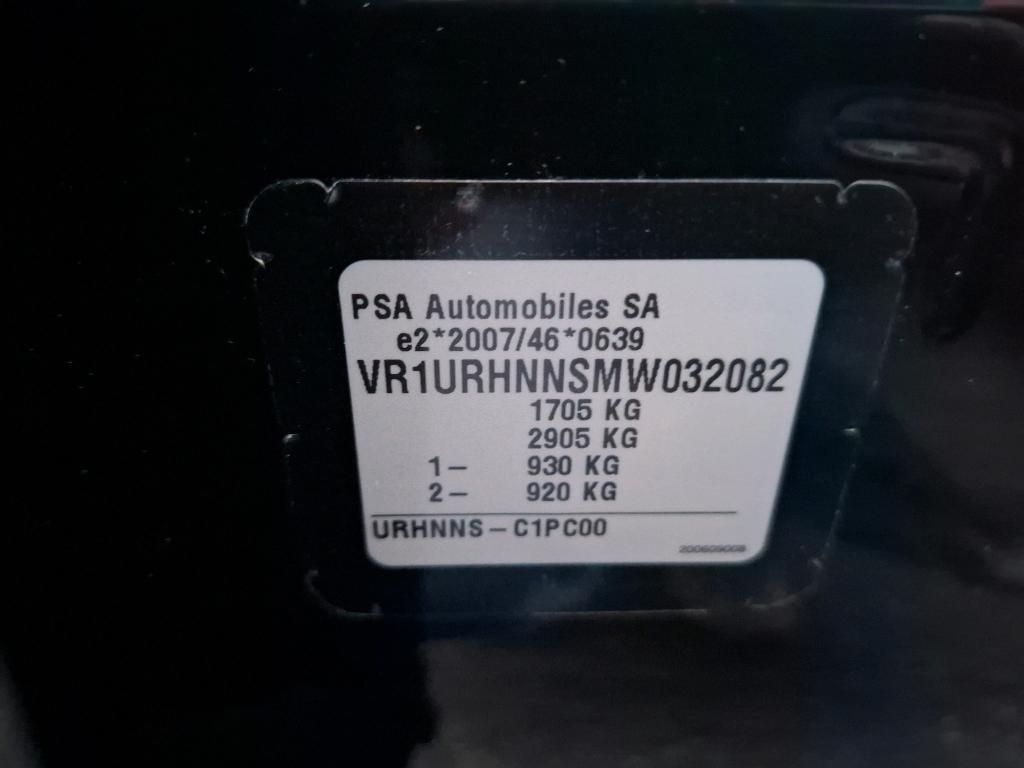 PSA Automobiles SA
e2*2007/46*0639
VR1URHNNSMW032082
1705 KG
2905 KG
1- 930 KG
2- 920 KG
URHNNS-C1PC00